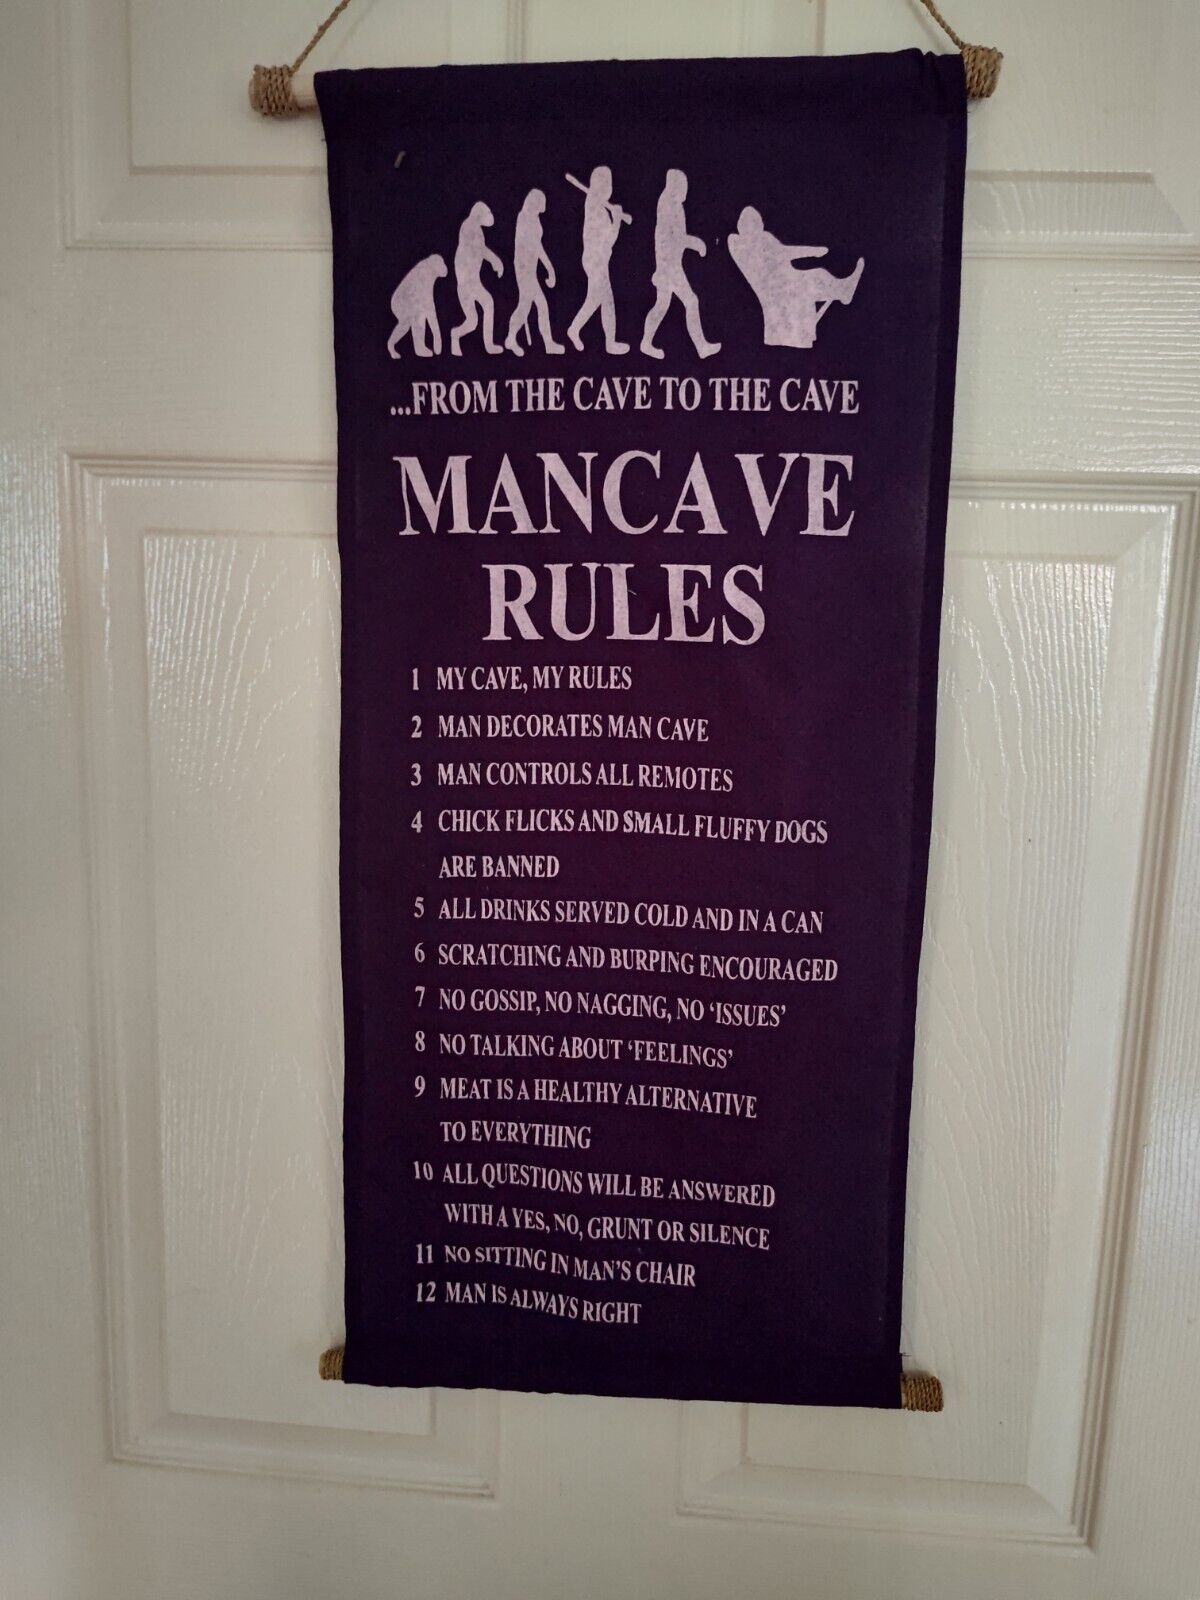 ...FROM THE CAVE TO THE CAVE
MANCAVE
RULES
1 MY CAVE, MY RULES
2 MAN DECORATES MAN CAVE
3 MAN CONTROLS ALL REMOTES
4 CHICK FLICKS AND SMALL FLUFFY DOGS
ARE BANNED
5 ALL DRINKS SERVED COLD AND IN A CAN
6 SCRATCHING AND BURPING ENCOURAGED
7 NO GOSSIP, NO NAGGING, NO ‘ISSUES’
8 NO TALKING ABOUT ‘FEELINGS’
9 MEAT IS A HEALTHY ALTERNATIVE
TO EVERYTHING
10 ALL QUESTIONS WILL BE ANSWERED
WITH A YES, NO, GRUNT OR SILENCE
11 NO SITTING IN MAN’S CHAIR
12 MAN IS ALWAYS RIGHT